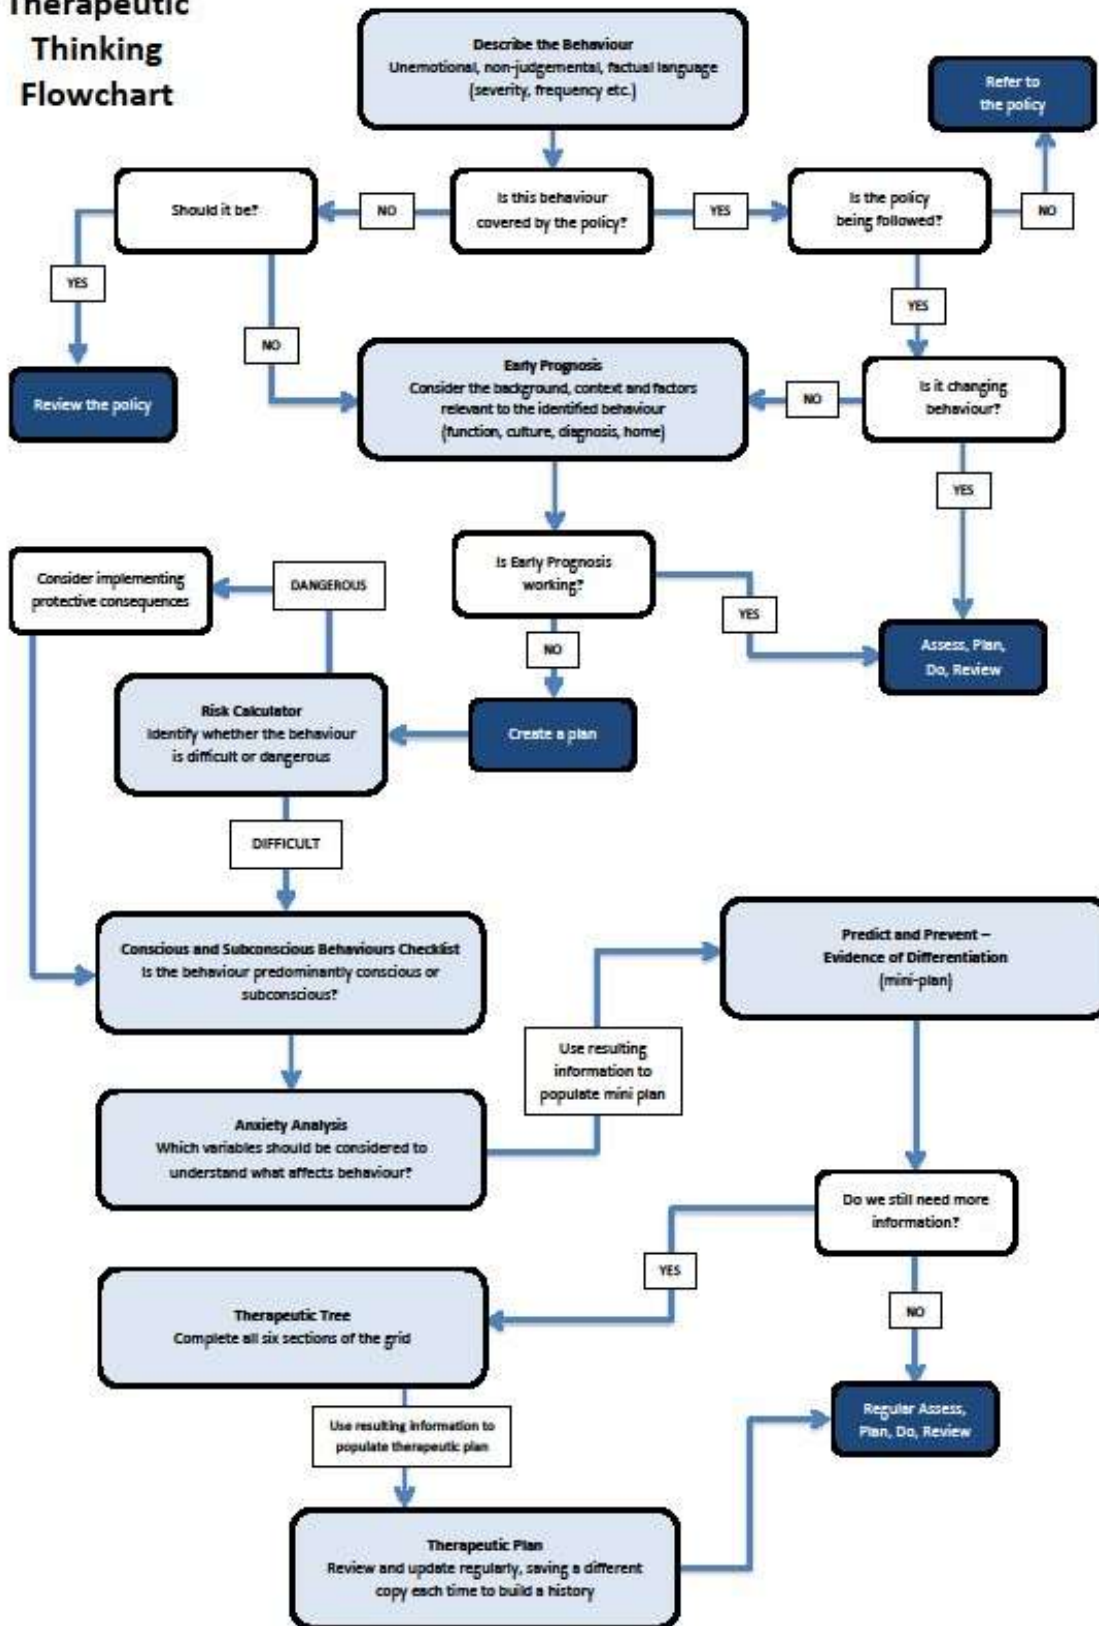 Therapeutic
Thinking
Flowchart
Describe the Behaviour
Unemotional, non-judgemental, factual language
(severity, frequency etc.)
Refer to
the policy
Should it be?
NO
Is this behaviour
covered by the policy?
YES
Is the policy
being followed?
NO
YES
YES
NO
Early Prognosis
Consider the background, context and factors
relevant to the identified behaviour
(function, culture, diagnosis, home)
NO
Is it changing
behaviour?
Review the policy
YES
Consider implementing
protective consequences
DANGEROUS
Is Early Prognosis
working?
YES
NO
Assess, Plan,
Do, Review
Risk Calculator
Identify whether the behaviour
is difficult or dangerous
Create a plan
DIFFICULT
Conscious and Subconscious Behaviours Checklist
Is the behaviour predominantly conscious or
subconscious?
Predict and Prevent –
Evidence of Differentiation
(mini-plan)
Use resulting
information to
populate mini plan
Anxiety Analysis
Which variables should be considered to
understand what affects behaviour?
Do we still need more
information?
YES
NO
Therapeutic Tree
Complete all six sections of the grid
Use resulting information to
populate therapeutic plan
Regular Assess,
Plan, Do, Review
Therapeutic Plan
Review and update regularly, saving a different
copy each time to build a history